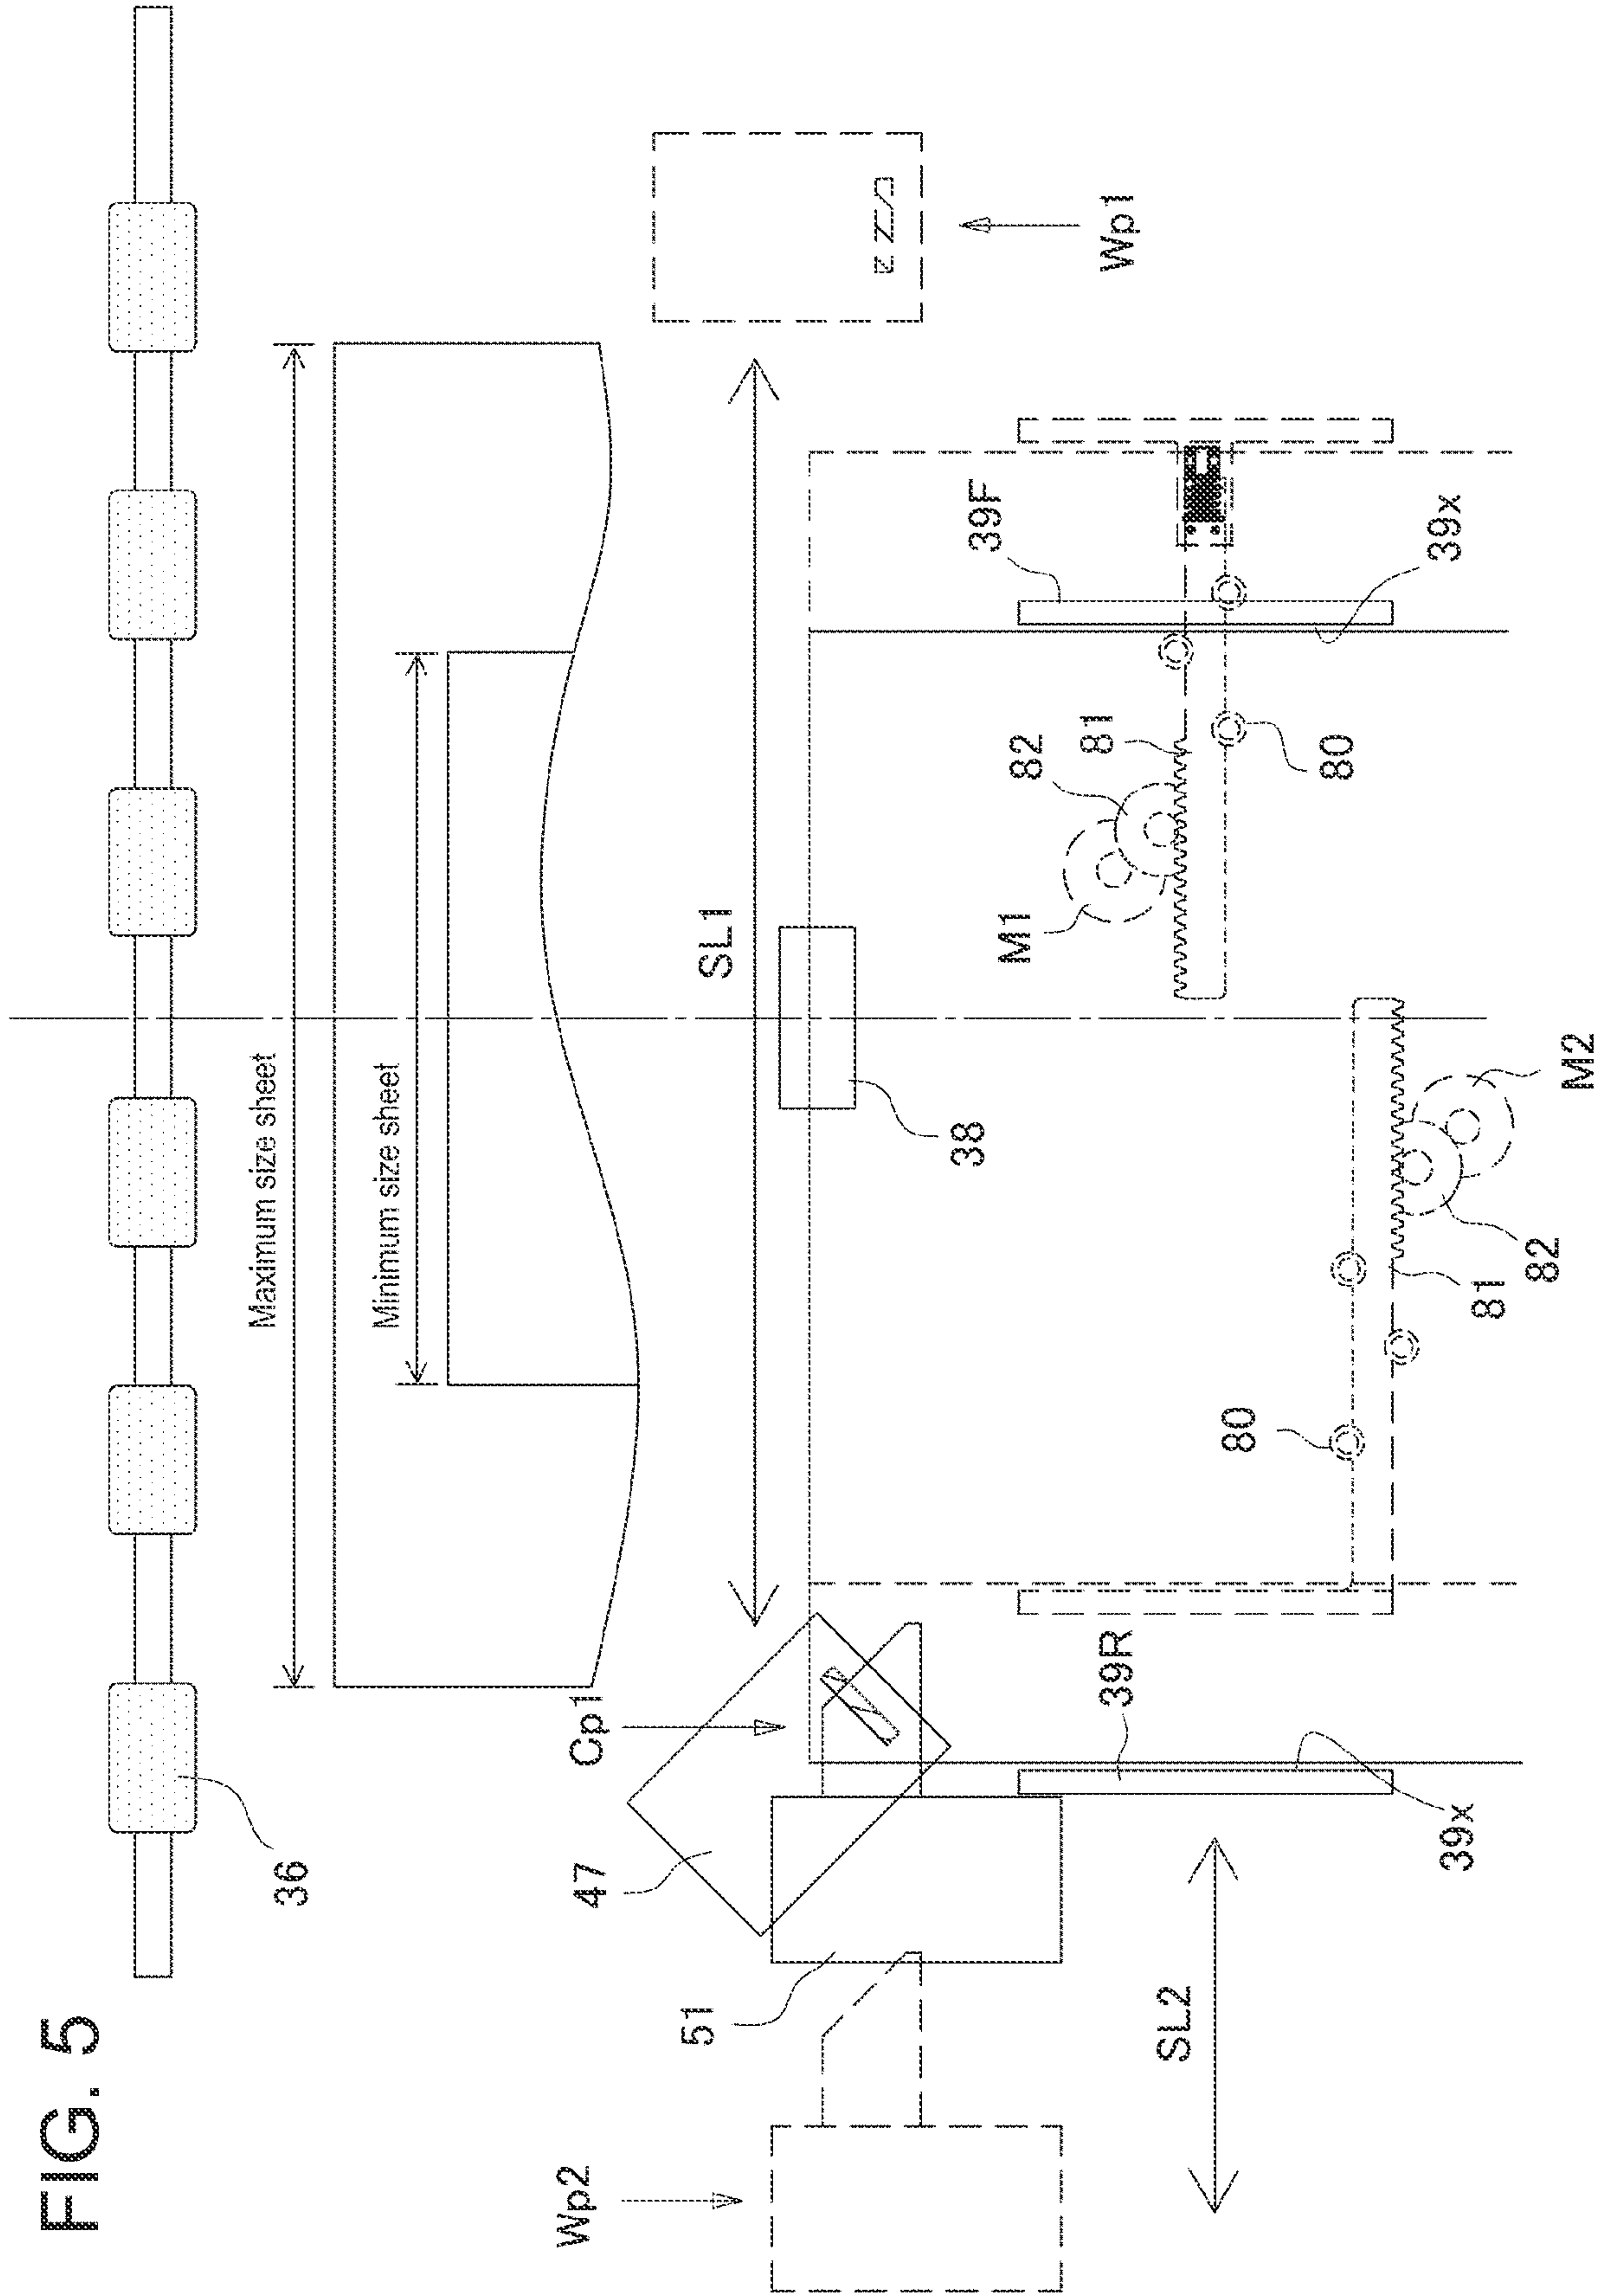 FIG. 5
36
Maximum size sheet
Minimum size sheet
SL1
Wp1
Wp2
Cp1
47
51
38
SL2
39R
39x
39F
39x
M1
82
81
80
80
81
82
M2